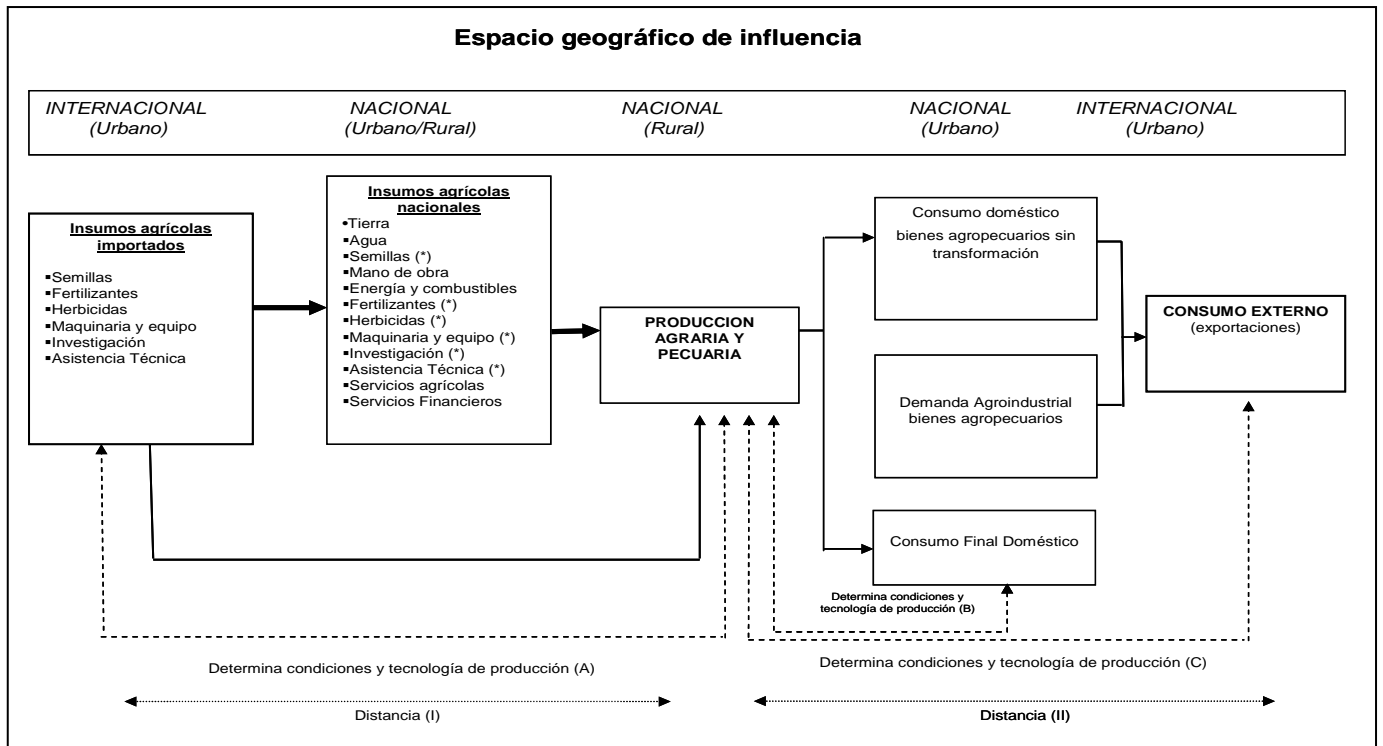 Espacio geográfico de influencia
INTERNACIONAL
(Urbano)
NACIONAL
(Urbano/Rural)
NACIONAL
(Rural)
NACIONAL
(Urbano)
INTERNACIONAL
(Urbano)
Insumos agrícolas
importados
▪Semillas
▪Fertilizantes
▪Herbicidas
▪Maquinaria y equipo
▪Investigación
▪Asistencia Técnica
Insumos agrícolas
nacionales
•Tierra
▪Agua
▪Semillas (*)
▪Mano de obra
▪Energía y combustibles
▪Fertilizantes (*)
▪Herbicidas (*)
▪Maquinaria y equipo (*)
▪Investigación (*)
▪Asistencia Técnica (*)
▪Servicios agrícolas
▪Servicios Financieros
PRODUCCION
AGRARIA Y
PECUARIA
Consumo doméstico
bienes agropecuarios sin
transformación
Demanda Agroindustrial
bienes agropecuarios
Consumo Final Doméstico
CONSUMO EXTERNO
(exportaciones)
Determina condiciones y
tecnología de producción (B)
Determina condiciones y tecnología de producción (A)
Determina condiciones y tecnología de producción (C)
Distancia (I)
Distancia (II)